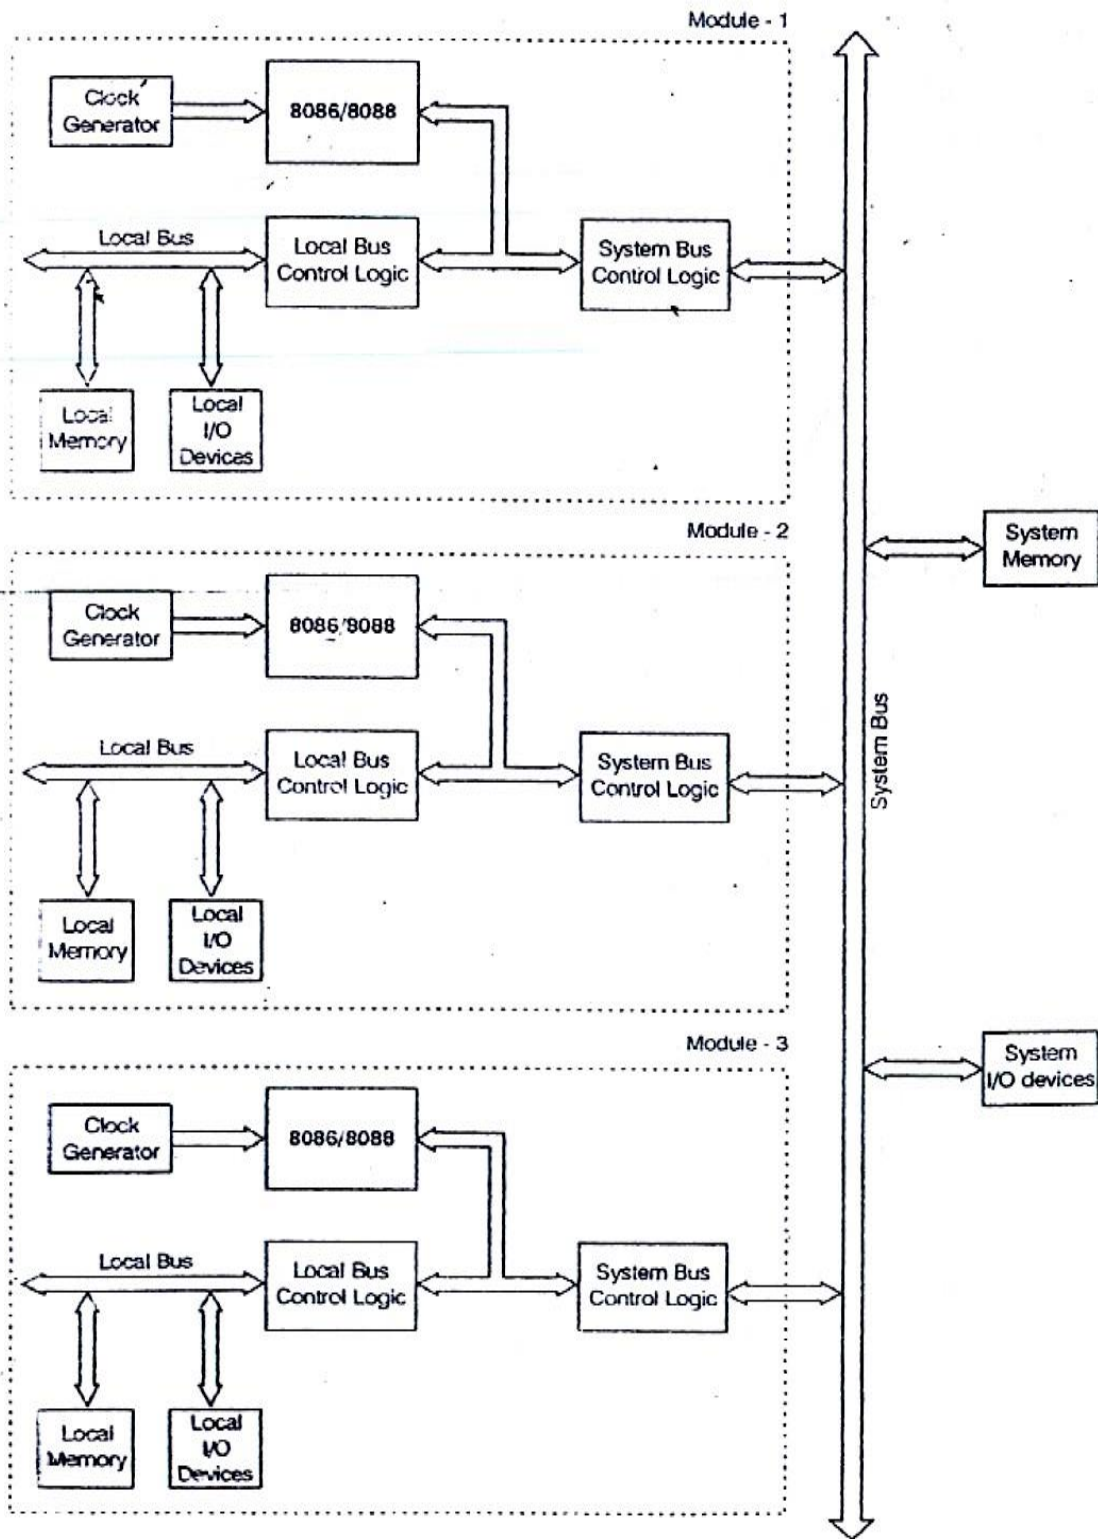 Module - 1
Clock
Generator
8086/8088
Local Bus
Local Bus
Control Logic
System Bus
Control Logic
Local
Memory
Local
I/O
Devices
Module - 2
Clock
Generator
8086/8088
Local Bus
Local Bus
Control Logic
System Bus
Control Logic
Local
Memory
Local
I/O
Devices
Module - 3
Clock
Generator
8086/8088
Local Bus
Local Bus
Control Logic
System Bus
Control Logic
Local
Memory
Local
I/O
Devices
System Bus
System
Memory
System
I/O devices